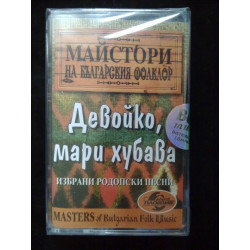 МАЙСТОРИ
НА БЪЛГАРСКИЯ ФОЛКЛОР
Девойко,
мари хубава
ИЗБРАНИ РОДОПСКИ ПЕСНИ
MASTERS of Bulgarian Folk Music